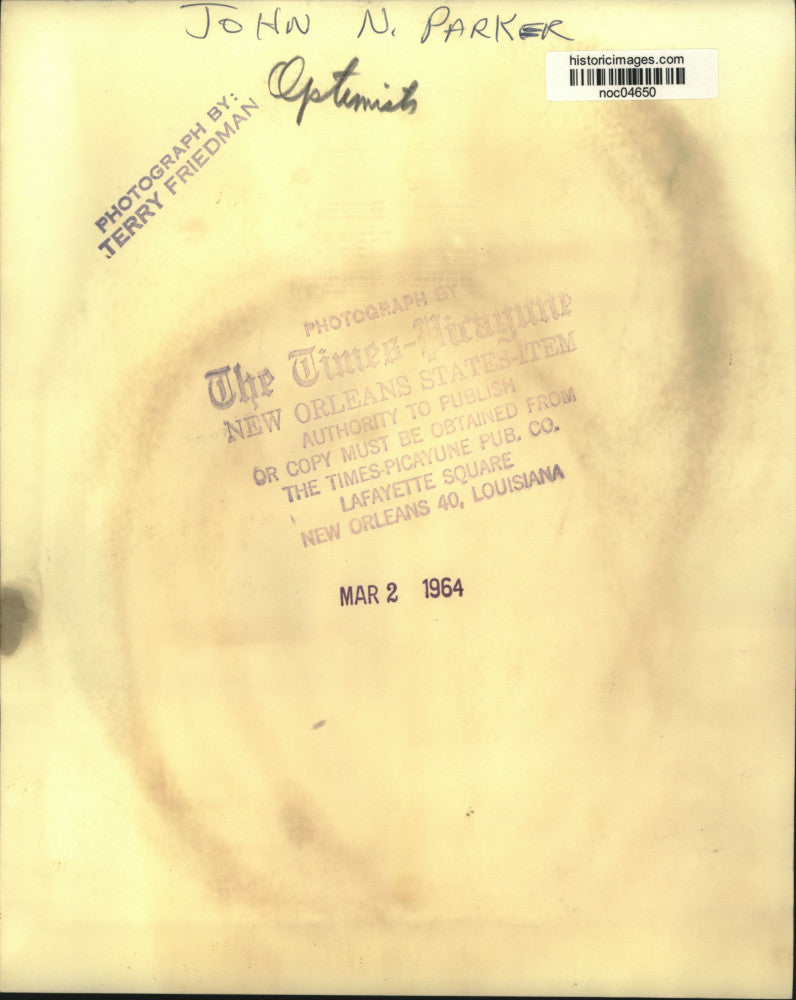 JOHN N. PARKER
historicimages.com
noc04650
Optemists
PHOTOGRAPH BY:
TERRY FRIEDMAN
PHOTOGRAPH BY
The Times-Picayune
NEW ORLEANS STATES-ITEM
AUTHORITY TO PUBLISH
OR COPY MUST BE OBTAINED FROM
THE TIMES-PICAYUNE PUB. CO.
LAFAYETTE SQUARE
NEW ORLEANS 40, LOUISIANA
MAR 2 1964